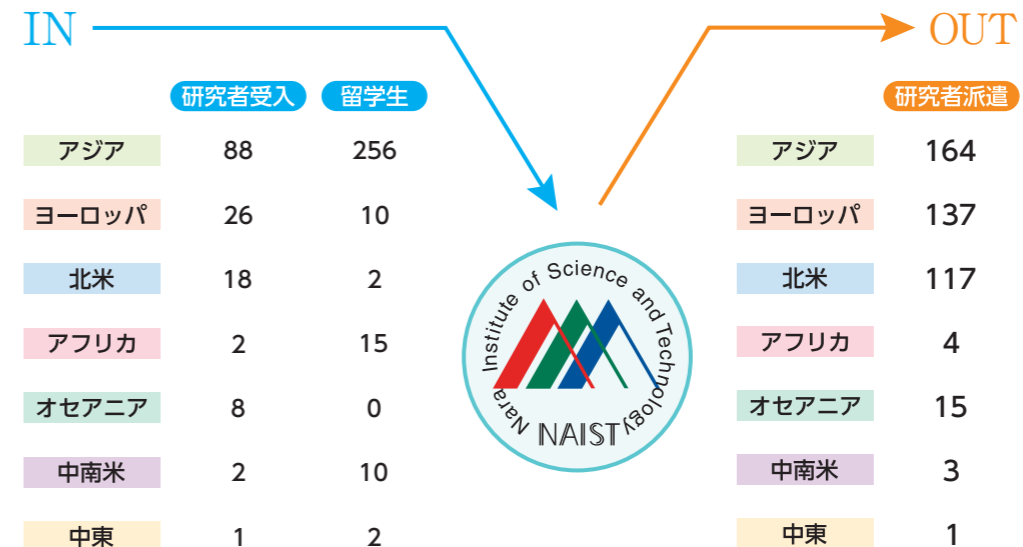 IN
OUT
研究者受入 留学生
研究者派遣
アジア 88 256
ヨーロッパ 26 10
北米 18 2
アフリカ 2 15
オセアニア 8 0
中南米 2 10
中東 1 2
Nara Institute of Science and Technology
NAIST
アジア 164
ヨーロッパ 137
北米 117
アフリカ 4
オセアニア 15
中南米 3
中東 1